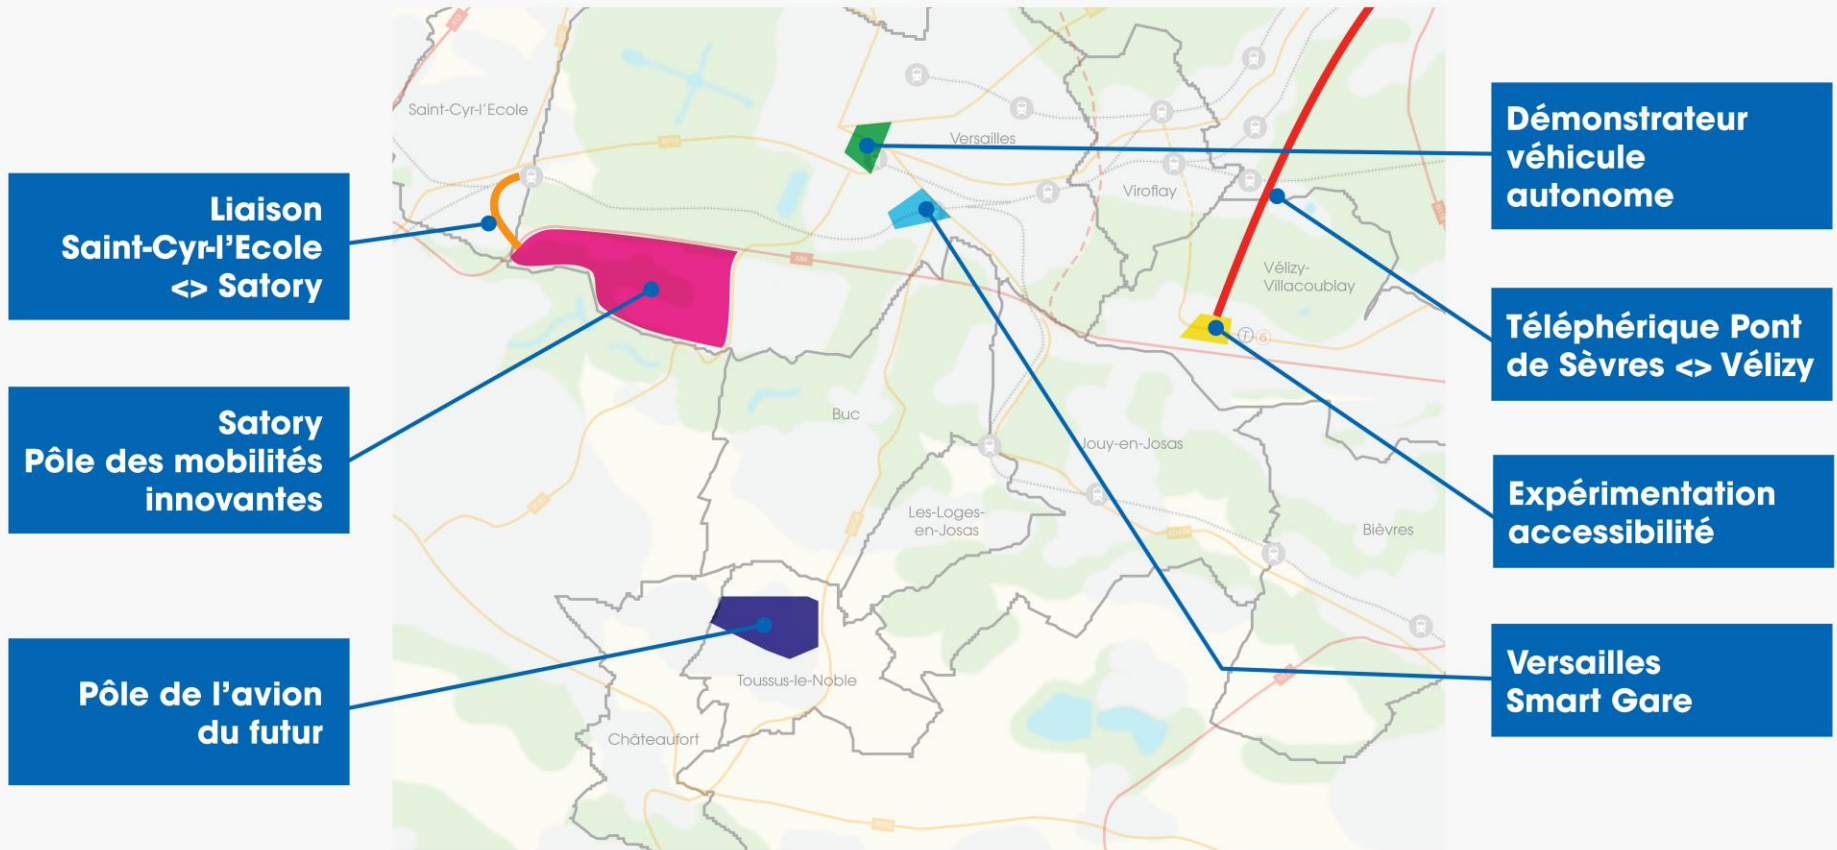 Liaison
Saint-Cyr-l'Ecole
<> Satory
Satory
Pôle des mobilités
innovantes
Pôle de l'avion
du futur
Saint-Cyr-l'Ecole
Versailles
Viroflay
Vélizy-
Villacoublay
A86
T 6
Buc
Jouy-en-Josas
Les-Loges-
en-Josas
Bièvres
Toussus-le-Noble
Châteaufort
Démonstrateur
véhicule
autonome
Téléphérique Pont
de Sèvres <> Vélizy
Expérimentation
accessibilité
Versailles
Smart Gare